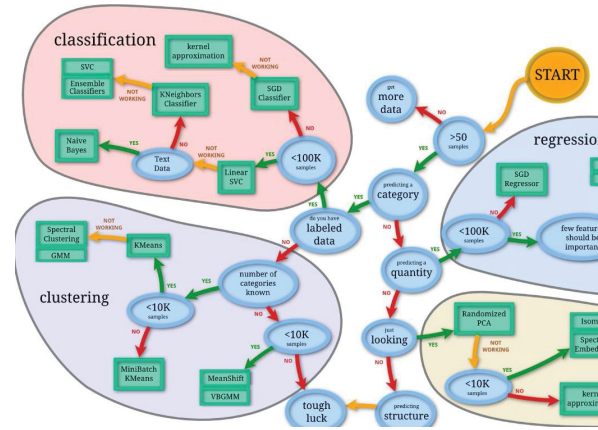 classification
kernel
approximation
NOT
WORKING
SVC
Ensemble
Classifiers
NOT
WORKING
KNeighbors
Classifier
SGD
Classifier
NO
NO
Naive
Bayes
YES
Text
Data
NOT
WORKING
Linear
SVC
YES
<100K
samples
YES
START
get
more
data
NO
>50
samples
YES
predicting a
category
YES
NO
do you have
labeled
data
NO
predicting a
quantity
YES
NO
SGD
Regressor
NO
<100K
samples
YES
few
should be
clustering
Spectral
Clustering
GMM
NOT
WORKING
KMeans
YES
<10K
samples
NO
MiniBatch
KMeans
YES
number of
categories
known
NO
<10K
samples
YES
NO
MeanShift
VBGMM
just
looking
YES
NO
Randomized
PCA
NOT
WORKING
<10K
samples
YES
NO
tough
luck
predicting
structure